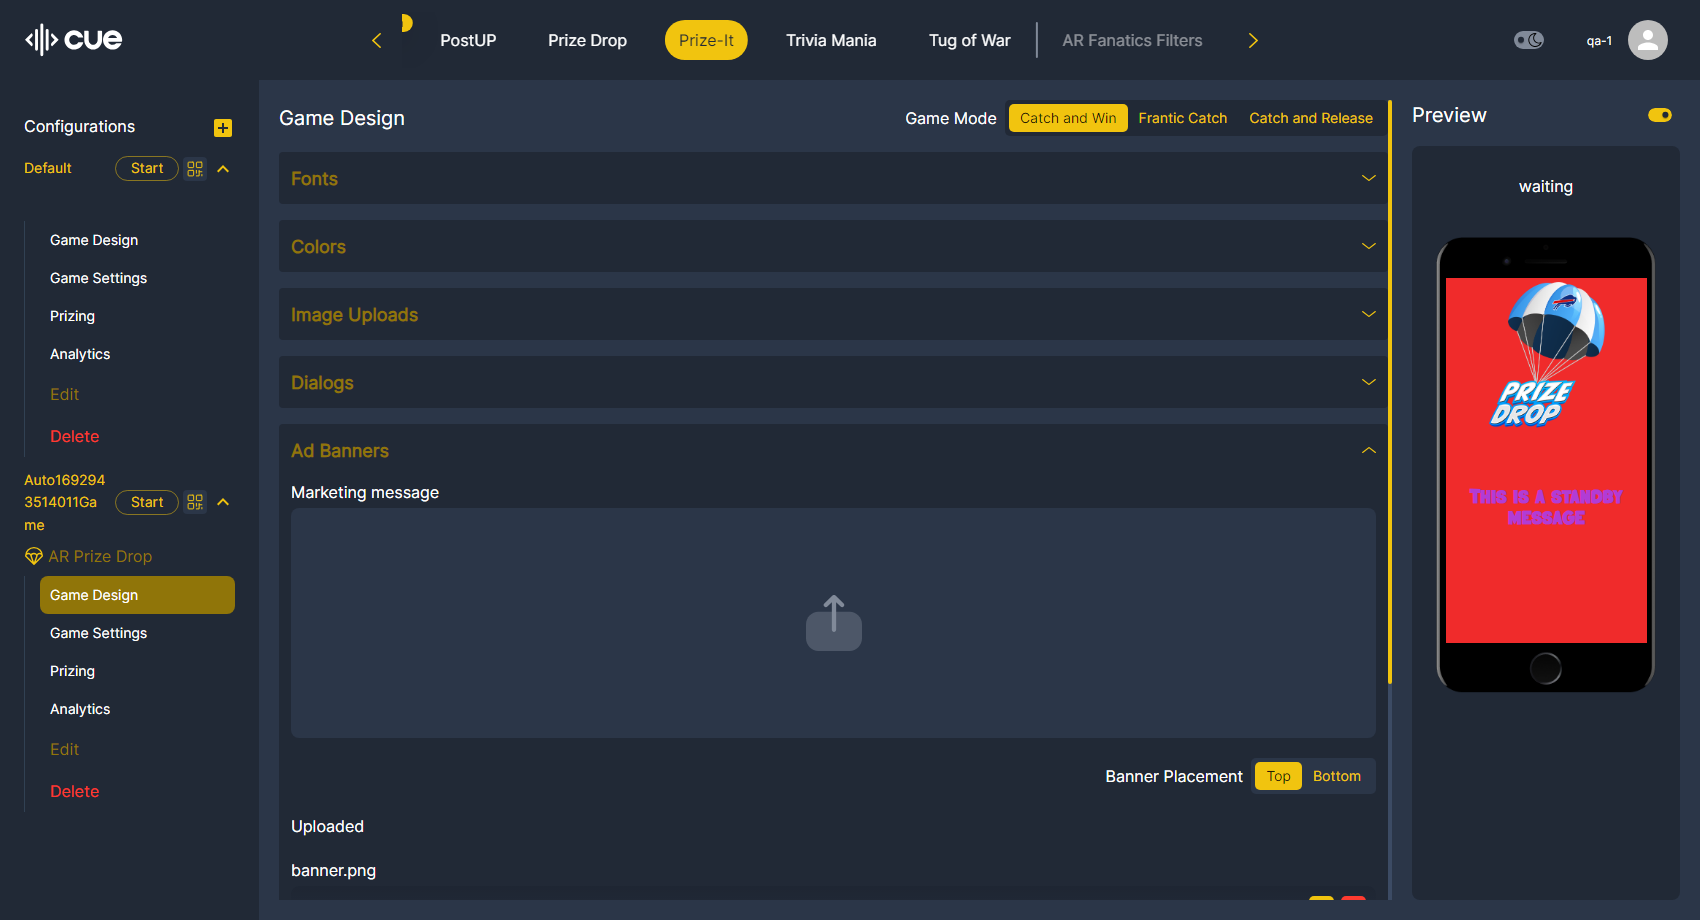 cue
PostUP
Prize Drop
Prize-It
Trivia Mania
Tug of War
AR Fanatics Filters
qa-1
Configurations
Default
Start
Game Design
Game Settings
Prizing
Analytics
Edit
Delete
Auto169294
3514011Ga
me
Start
AR Prize Drop
Game Design
Game Settings
Prizing
Analytics
Edit
Delete
Game Design
Game Mode
Catch and Win
Frantic Catch
Catch and Release
Fonts
Colors
Image Uploads
Dialogs
Ad Banners
Marketing message
Banner Placement
Top
Bottom
Uploaded
banner.png
Preview
waiting
PRIZE
DROP
THIS IS A STANDBY
MESSAGE